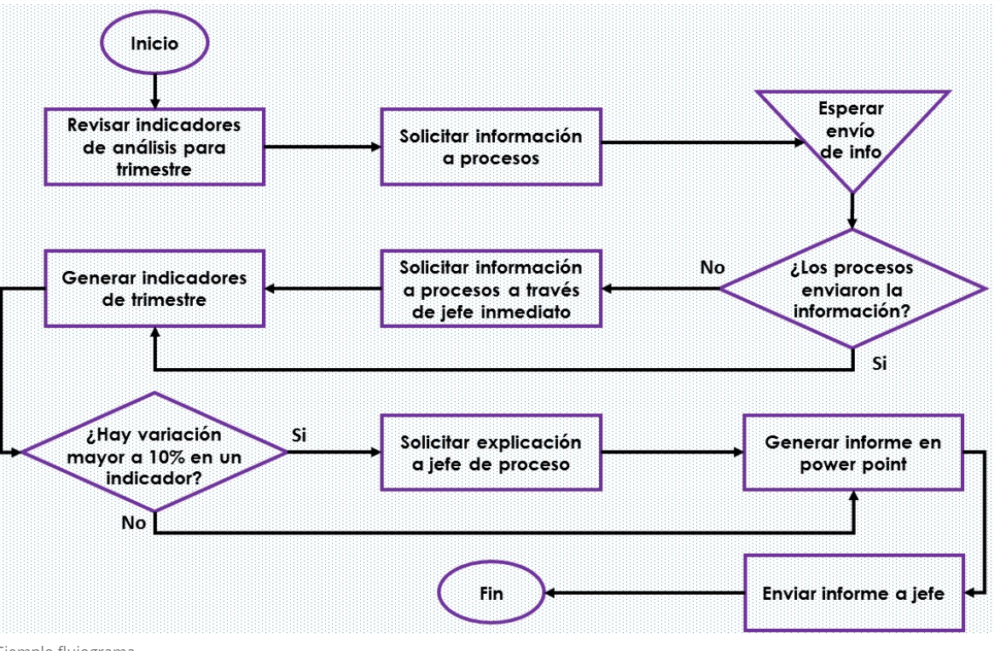 Inicio
Revisar indicadores
de análisis para
trimestre
Solicitar información
a procesos
Esperar
envío
de info
¿Los procesos
enviaron la
información?
No
Si
Solicitar información
a procesos a través
de jefe inmediato
Generar indicadores
de trimestre
¿Hay variación
mayor a 10% en un
indicador?
Si
No
Solicitar explicación
a jefe de proceso
Generar informe en
power point
Enviar informe a jefe
Fin
Ejemplo flujograma